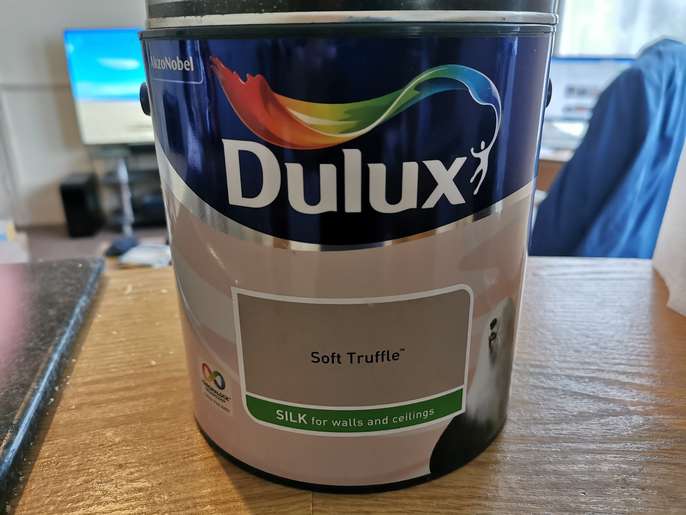 AkzoNobel
Dulux
Soft Truffle™
SILK for walls and ceilings